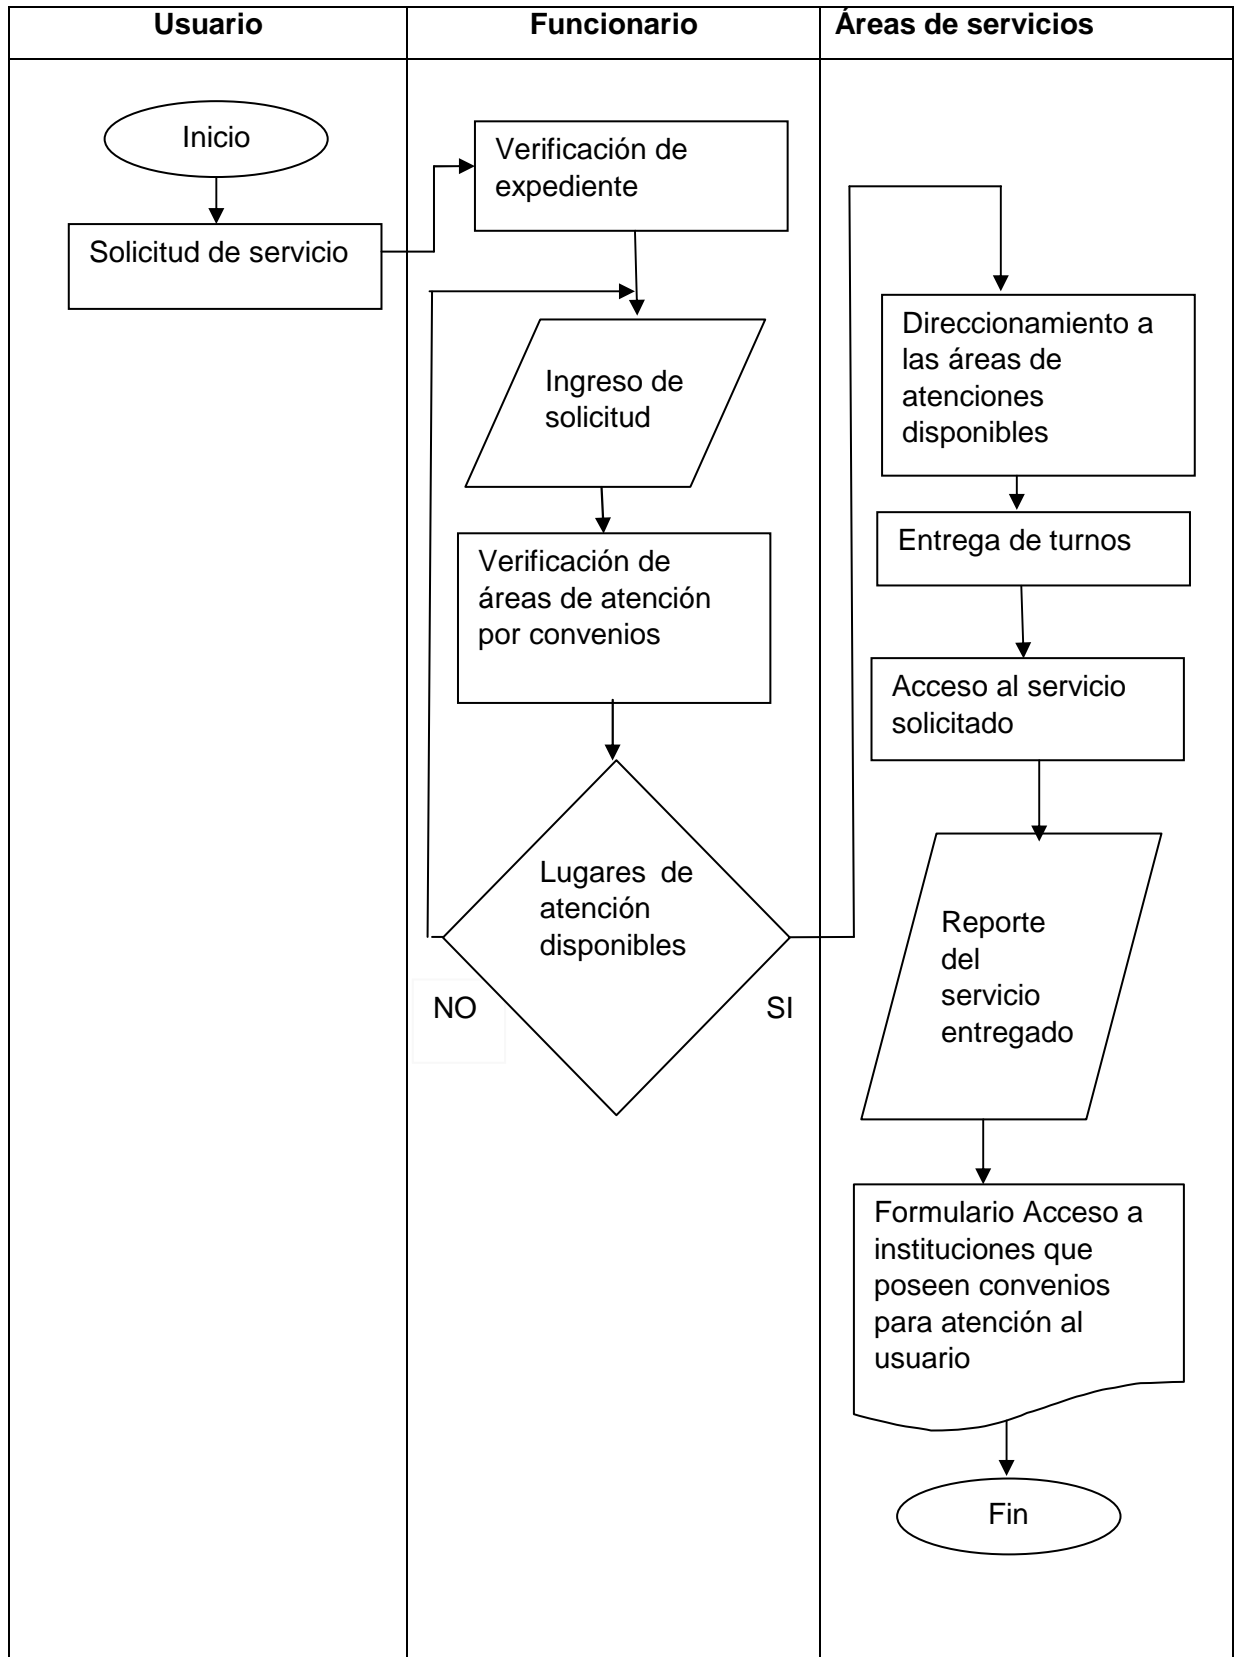 Usuario
Funcionario
Áreas de servicios
Inicio
Solicitud de servicio
Verificación de
expediente
Ingreso de
solicitud
Verificación de
áreas de atención
por convenios
Lugares de
atención
disponibles
NO
SI
Direccionamiento a
las áreas de
atenciones
disponibles
Entrega de turnos
Acceso al servicio
solicitado
Reporte
del
servicio
entregado
Formulario Acceso a
instituciones que
poseen convenios
para atención al
usuario
Fin